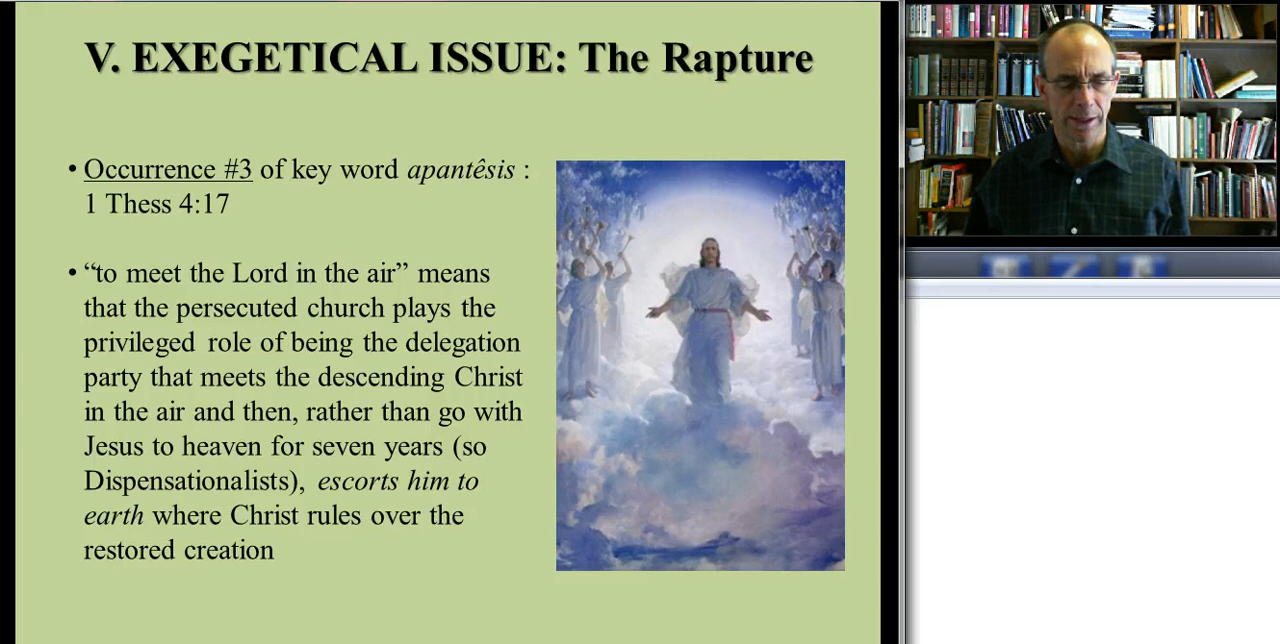 V. EXEGETICAL ISSUE: The Rapture
• Occurrence #3 of key word apantêsis :
1 Thess 4:17
• “to meet the Lord in the air” means
that the persecuted church plays the
privileged role of being the delegation
party that meets the descending Christ
in the air and then, rather than go with
Jesus to heaven for seven years (so
Dispensationalists), escorts him to
earth where Christ rules over the
restored creation